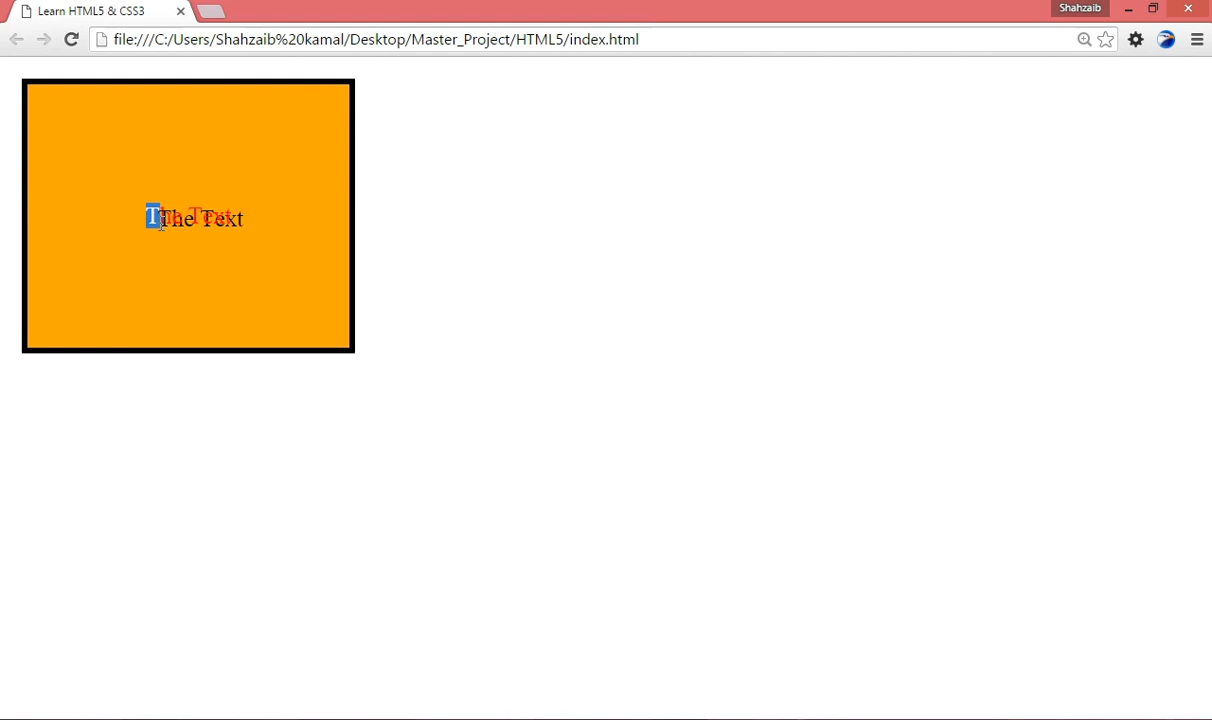 Learn HTML5 & CSS3
Shahzaib
file:///C:/Users/Shahzaib%20kamal/Desktop/Master_Project/HTML5/index.html
The Text